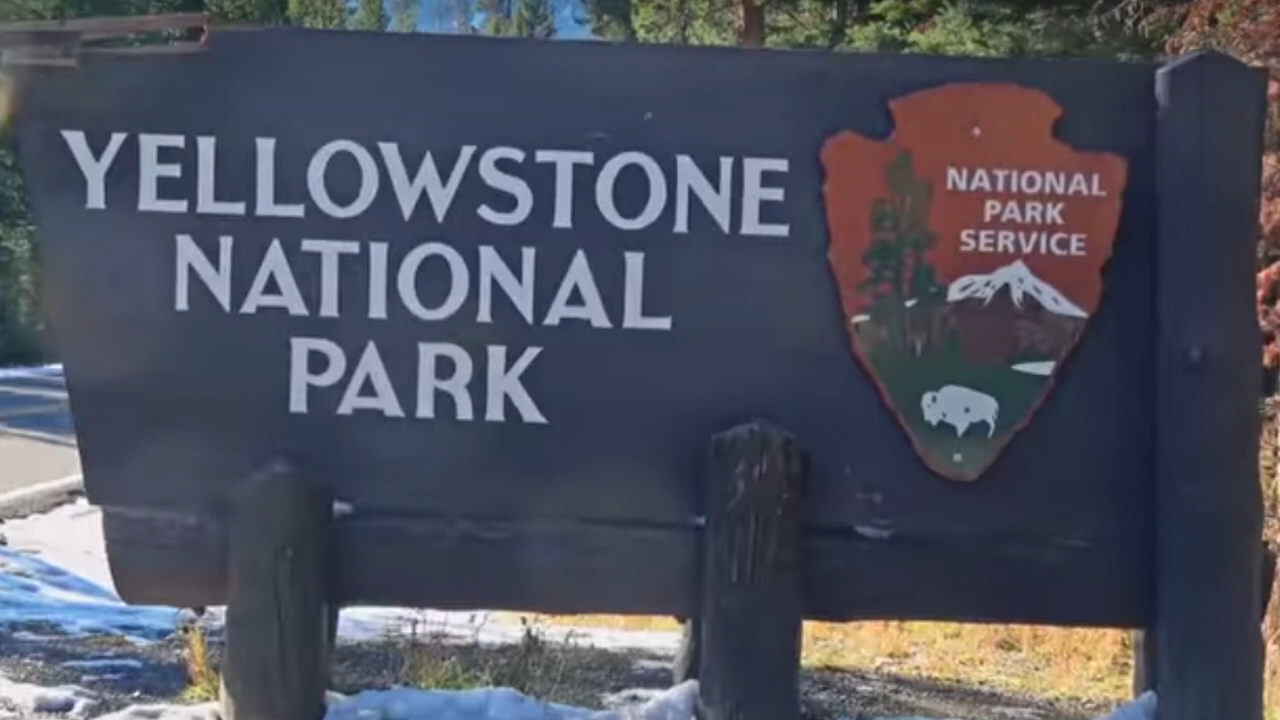 YELLOWSTONE
NATIONAL
PARK
NATIONAL
PARK
SERVICE